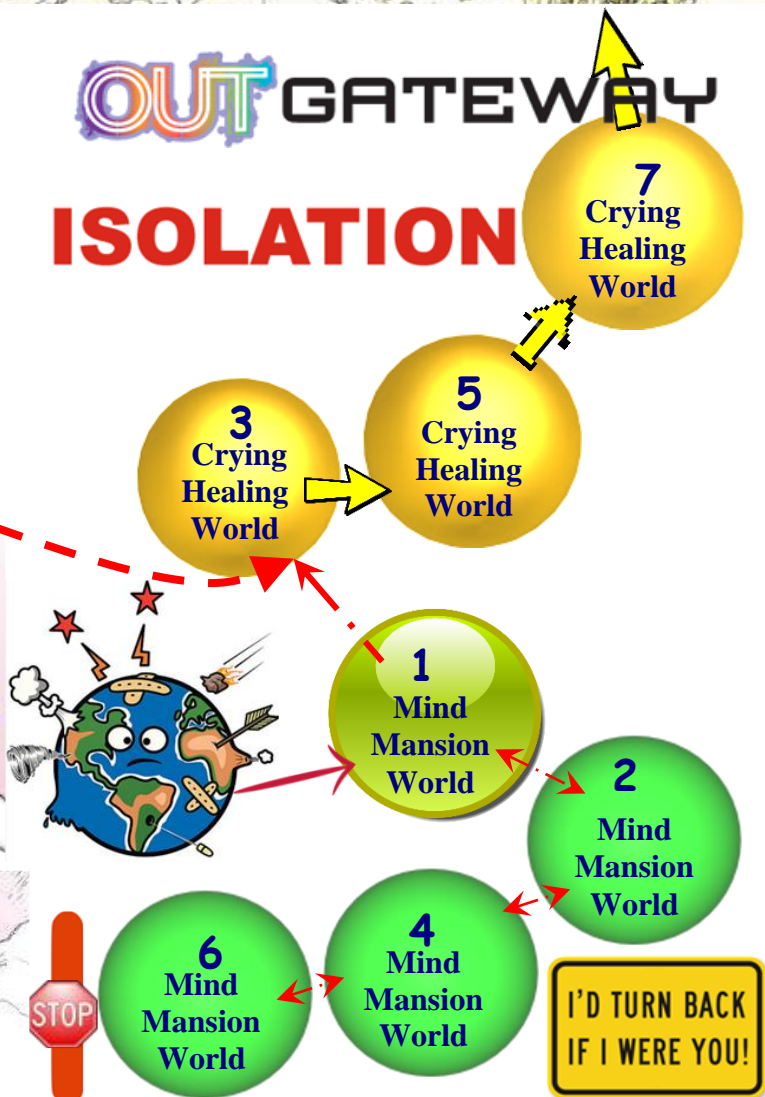 OUT GATEWAY
ISOLATION
7
Crying
Healing
World
5
Crying
Healing
World
3
Crying
Healing
World
1
Mind
Mansion
World
2
Mind
Mansion
World
4
Mind
Mansion
World
6
Mind
Mansion
World
STOP
I'D TURN BACK
IF I WERE YOU!